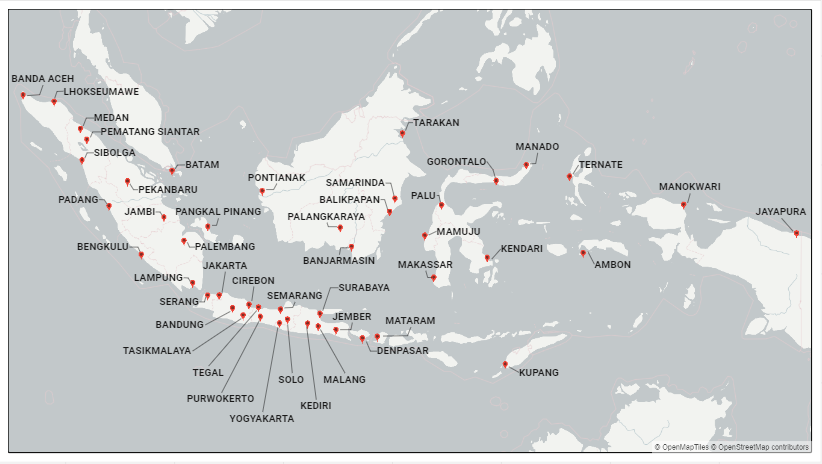 BANDA ACEH
LHOKSEUMAWE
MEDAN
PEMATANG SIANTAR
TARAKAN
SIBOLGA
BATAM
GORONTALO
MANADO
TERNATE
PEKANBARU
PONTIANAK
SAMARINDA
MANOKWARI
PADANG
BALIKPAPAN
PALU
JAMBI
PANGKAL PINANG
PALANGKARAYA
JAYAPURA
MAMUJU
BENGKULU
PALEMBANG
KENDARI
BANJARMASIN
MAKASSAR
AMBON
JAKARTA
LAMPUNG
CIREBON
SURABAYA
SERANG
SEMARANG
JEMBER
MATARAM
BANDUNG
TASIKMALAYA
DENPASAR
TEGAL
SOLO
MALANG
KUPANG
PURWOKERTO
KEDIRI
YOGYAKARTA
© OpenMapTiles © OpenStreetMap contributors